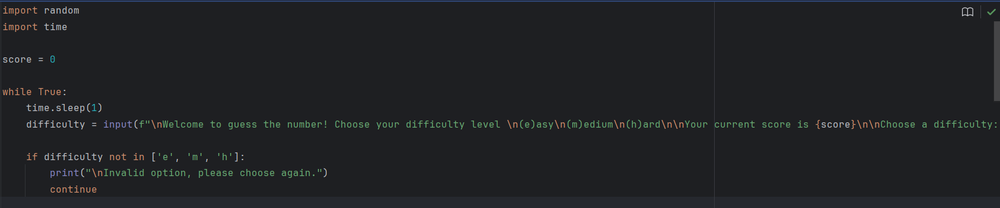 import random
import time
score = 0
while True:
    time.sleep(1)
    difficulty = input(f"\nWelcome to guess the number! Choose your difficulty level \n(e)asy\n(m)edium\n(h)ard\n\nYour current score is {score}\n\nChoose a difficulty:
    if difficulty not in ['e', 'm', 'h']:
        print("\nInvalid option, please choose again.")
        continue